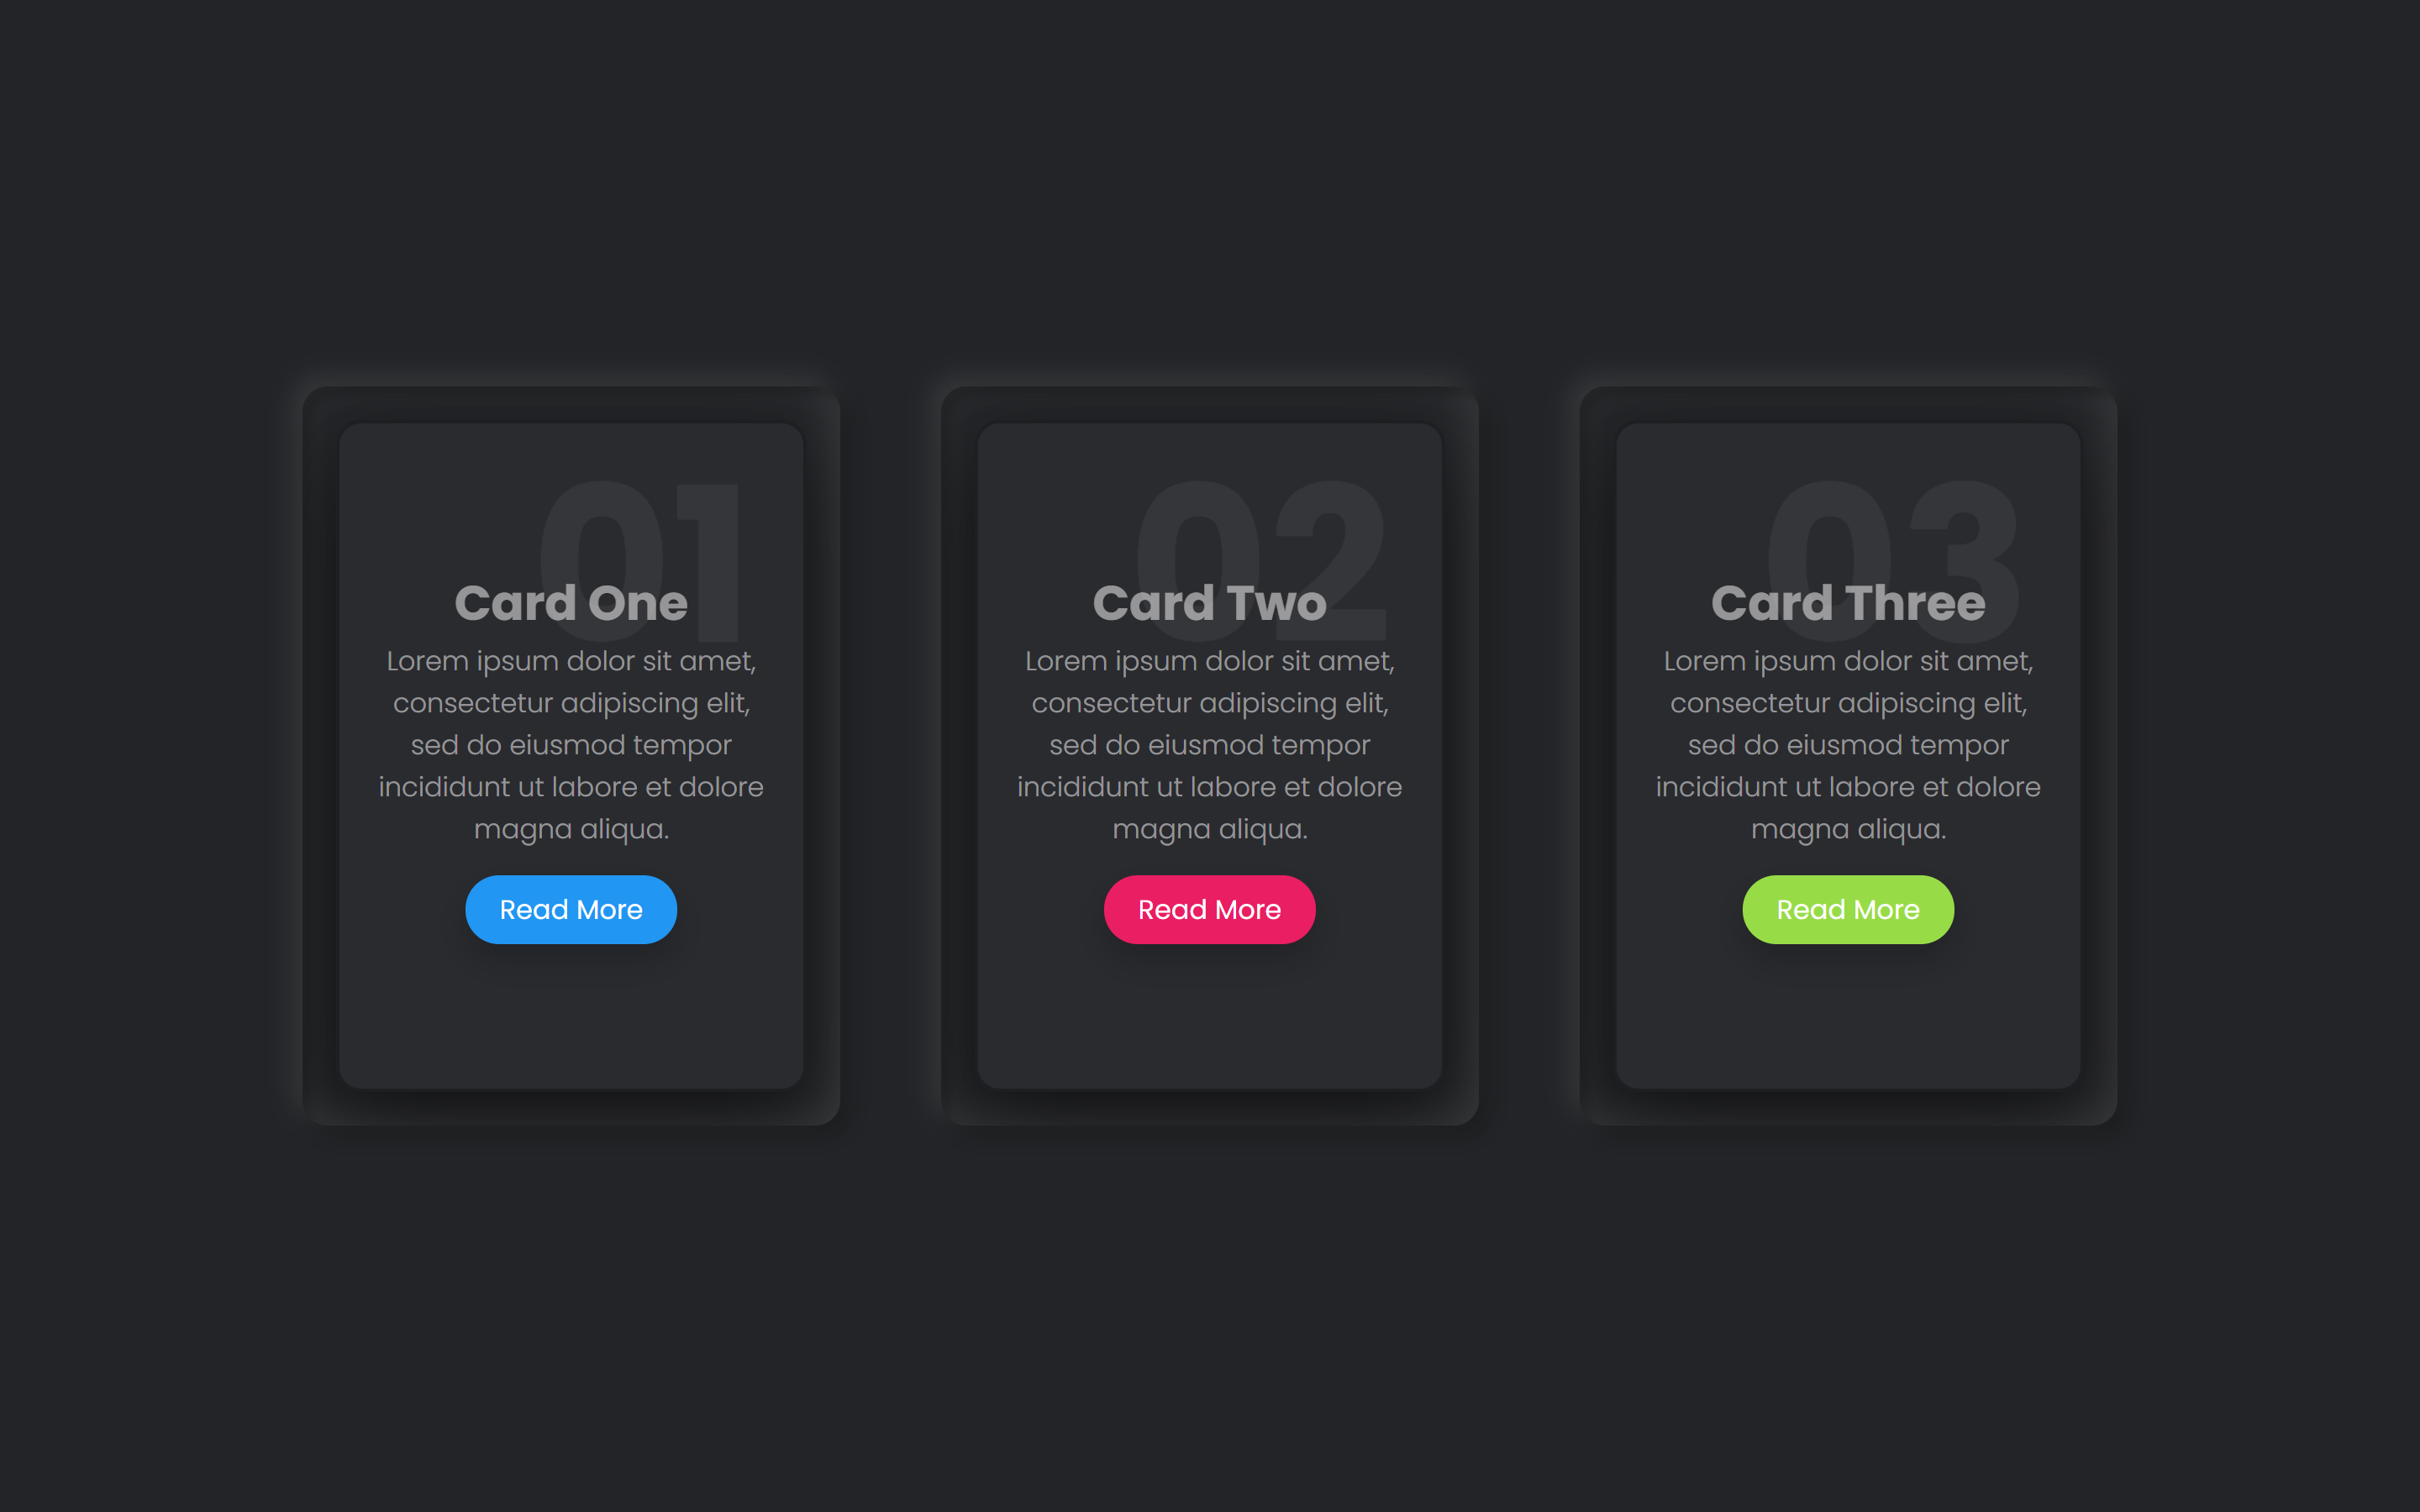 01
Card One
Lorem ipsum dolor sit amet,
consectetur adipiscing elit,
sed do eiusmod tempor
incididunt ut labore et dolore
magna aliqua.
Read More
02
Card Two
Lorem ipsum dolor sit amet,
consectetur adipiscing elit,
sed do eiusmod tempor
incididunt ut labore et dolore
magna aliqua.
Read More
03
Card Three
Lorem ipsum dolor sit amet,
consectetur adipiscing elit,
sed do eiusmod tempor
incididunt ut labore et dolore
magna aliqua.
Read More